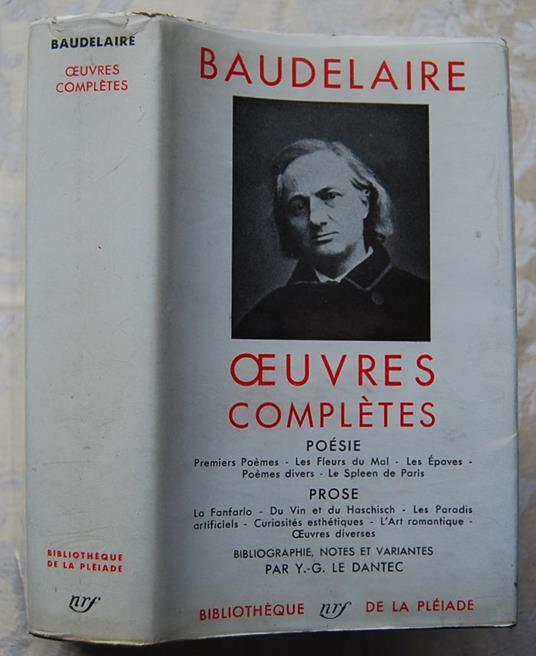 BAUDELAIRE
ŒUVRES
COMPLÈTES
BIBLIOTHÈQUE
DE LA PLÉIADE
nrf
BAUDELAIRE
ŒUVRES
COMPLÈTES
POÉSIE
Premiers Poèmes - Les Fleurs du Mal - Les Épaves -
Poèmes divers - Le Spleen de Paris
PROSE
La Fanfarlo - Du Vin et du Haschisch - Les Paradis
artificiels - Curiosités esthétiques - L'Art romantique -
Œuvres diverses
BIBLIOGRAPHIE, NOTES ET VARIANTES
PAR Y.-G. LE DANTEC
BIBLIOTHÈQUE nrf DE LA PLÉIADE